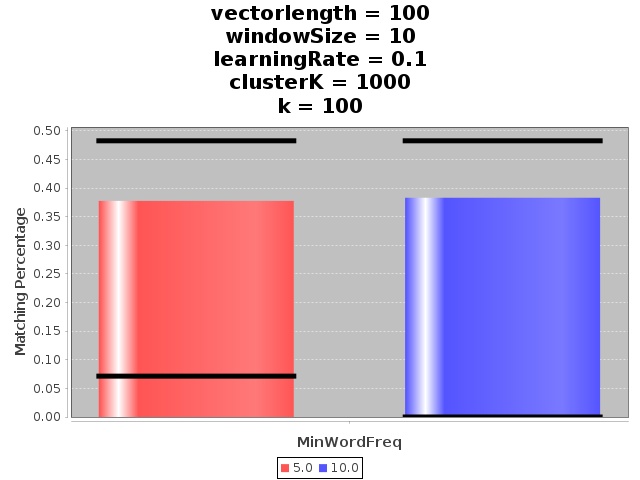 vectorlength = 100
windowSize = 10
learningRate = 0.1
clusterK = 1000
k = 100
0.50
0.45
0.40
0.35
0.30
0.25
0.20
0.15
0.10
0.05
0.00
Matching Percentage
MinWordFreq
5.0 10.0